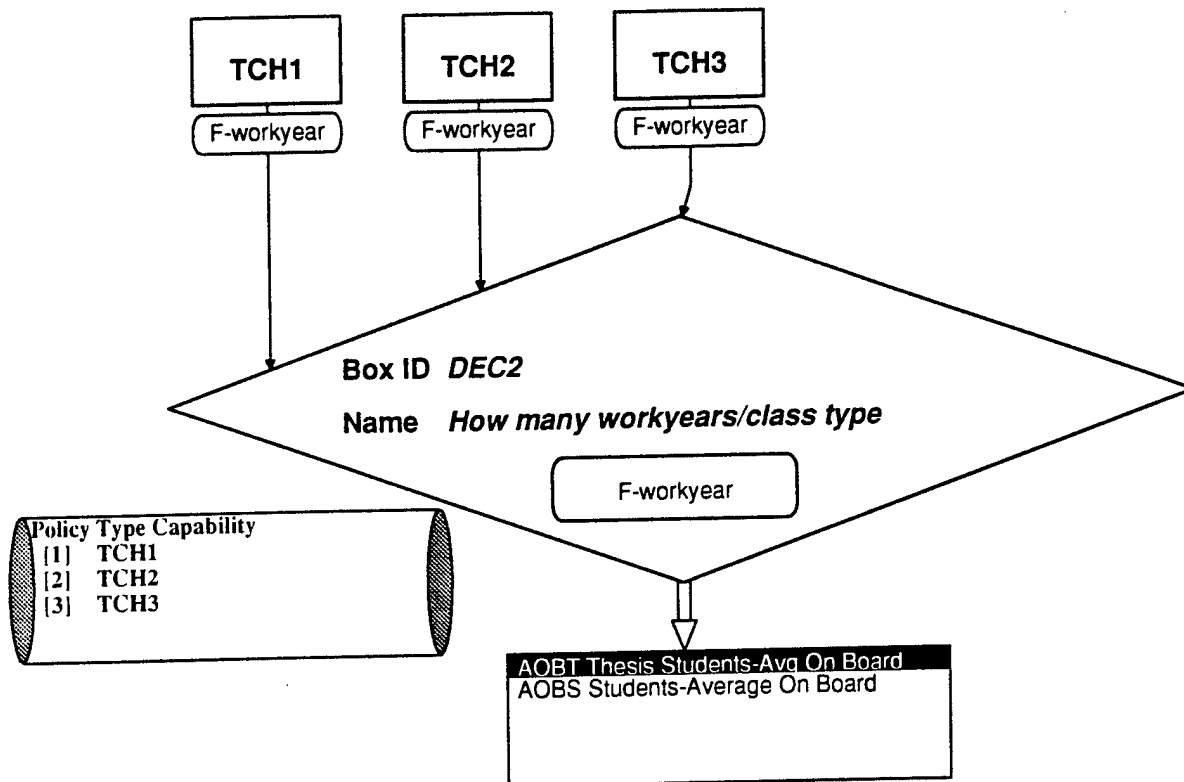 TCH1
TCH2
TCH3
F-workyear
F-workyear
F-workyear
Box ID DEC2
Name How many workyears/class type
F-workyear
Policy Type Capability
[1] TCH1
[2] TCH2
[3] TCH3
AOBT Thesis Students-Avg On Board
AOBS Students-Average On Board